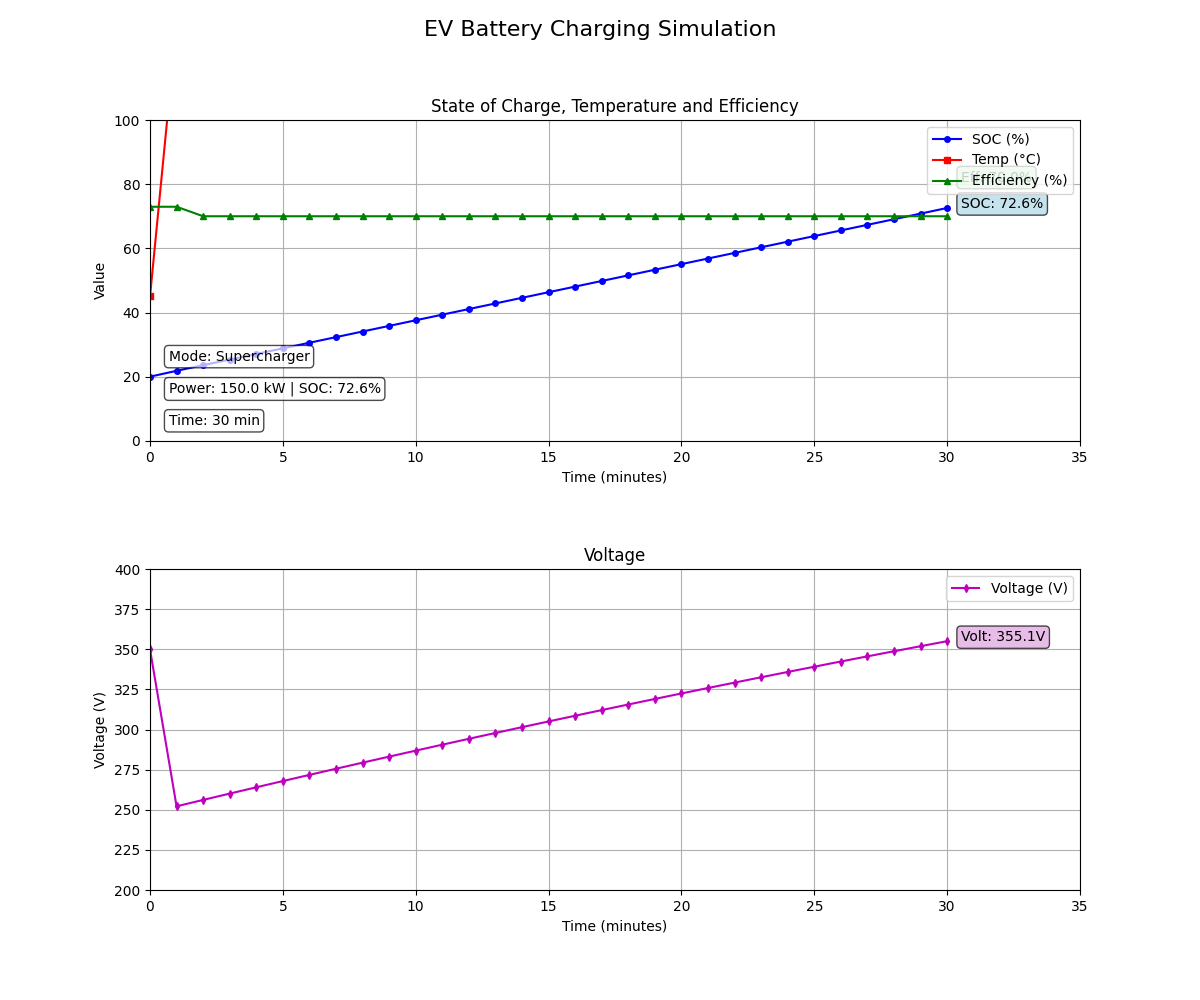 EV Battery Charging Simulation
State of Charge, Temperature and Efficiency
100
80
60
40
20
0
Value
SOC (%)
Temp (°C)
Efficiency (%)
SOC: 72.6%
Mode: Supercharger
Power: 150.0 kW | SOC: 72.6%
Time: 30 min
0 5 10 15 20 25 30 35
Time (minutes)
Voltage
400
375
350
325
300
275
250
225
200
Voltage (V)
Voltage (V)
Volt: 355.1V
0 5 10 15 20 25 30 35
Time (minutes)